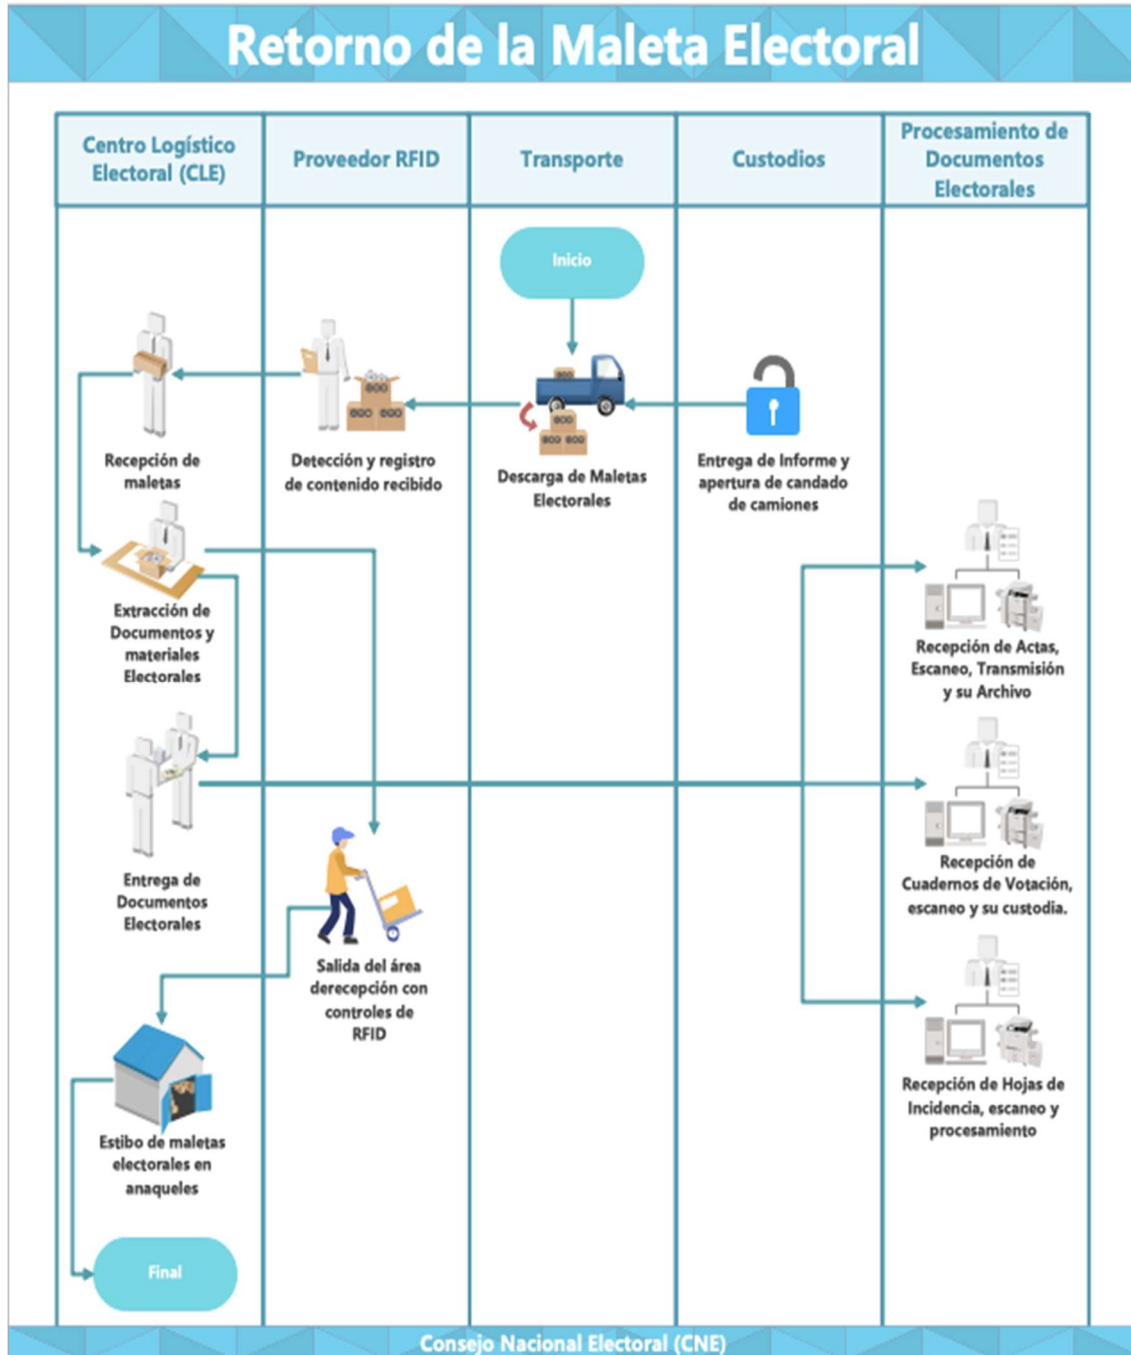 Retorno de la Maleta Electoral
Centro Logístico
Electoral (CLE)
Proveedor RFID
Transporte
Custodios
Procesamiento de
Documentos
Electorales
Inicio
Recepción de
maletas
Detección y registro
de contenido recibido
Descarga de Maletas
Electorales
Entrega de Informe y
apertura de candado
de camiones
Extracción de
Documentos y
materiales
Electorales
Recepción de Actas,
Escaneo, Transmisión
y su Archivo
Entrega de
Documentos
Electorales
Recepción de
Cuadernos de Votación,
escaneo y su custodia.
Salida del área
derecepción con
controles de
RFID
Recepción de Hojas de
Incidencia, escaneo y
procesamiento
Estibo de maletas
electorales en
anaqueles
Final
Consejo Nacional Electoral (CNE)